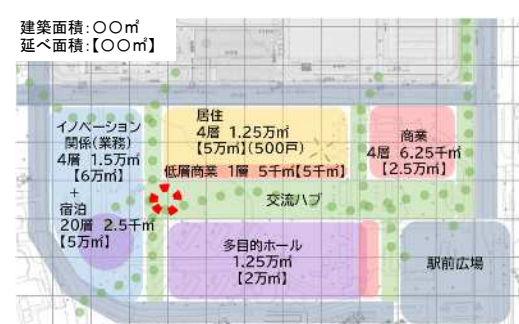 建築面積:〇〇㎡
延べ面積:【〇〇㎡】
イノベーション
関係(業務)
4層 1.5万㎡
【6万㎡】
+
宿泊
20層 2.5千㎡
【5万㎡】
居住
4層 1.25万㎡
【5万㎡】(500戸)
低層商業 1層 5千㎡【5千㎡】
商業
4層 6.25千㎡
【2.5万㎡】
交流ハブ
多目的ホール
1.25万㎡
【2万㎡】
駅前広場